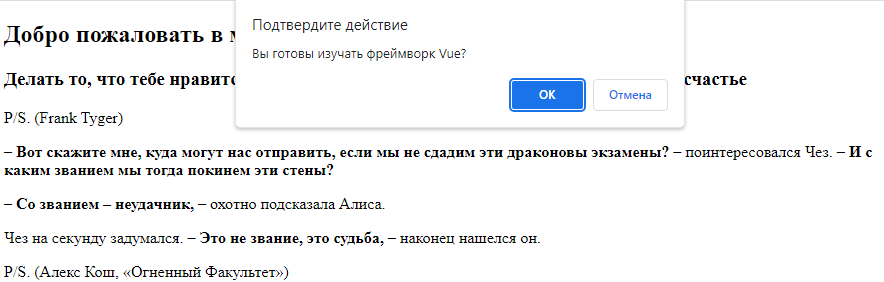 Подтвердите действие
Вы готовы изучать фреймворк Vue?
ОК
Отмена
Добро пожаловать в
Делать то, что тебе счастье
P/S. (Frank Tyger)
– Вот скажите мне, куда могут нас отправить, если мы не сдадим эти драконовы экзамены? – поинтересовался Чез. – И с
каким званием мы тогда покинем эти стены?
– Со званием – неудачник, – охотно подсказала Алиса.
Чез на секунду задумался. – Это не звание, это судьба, – наконец нашелся он.
P/S. (Алекс Кош, «Огненный Факультет»)